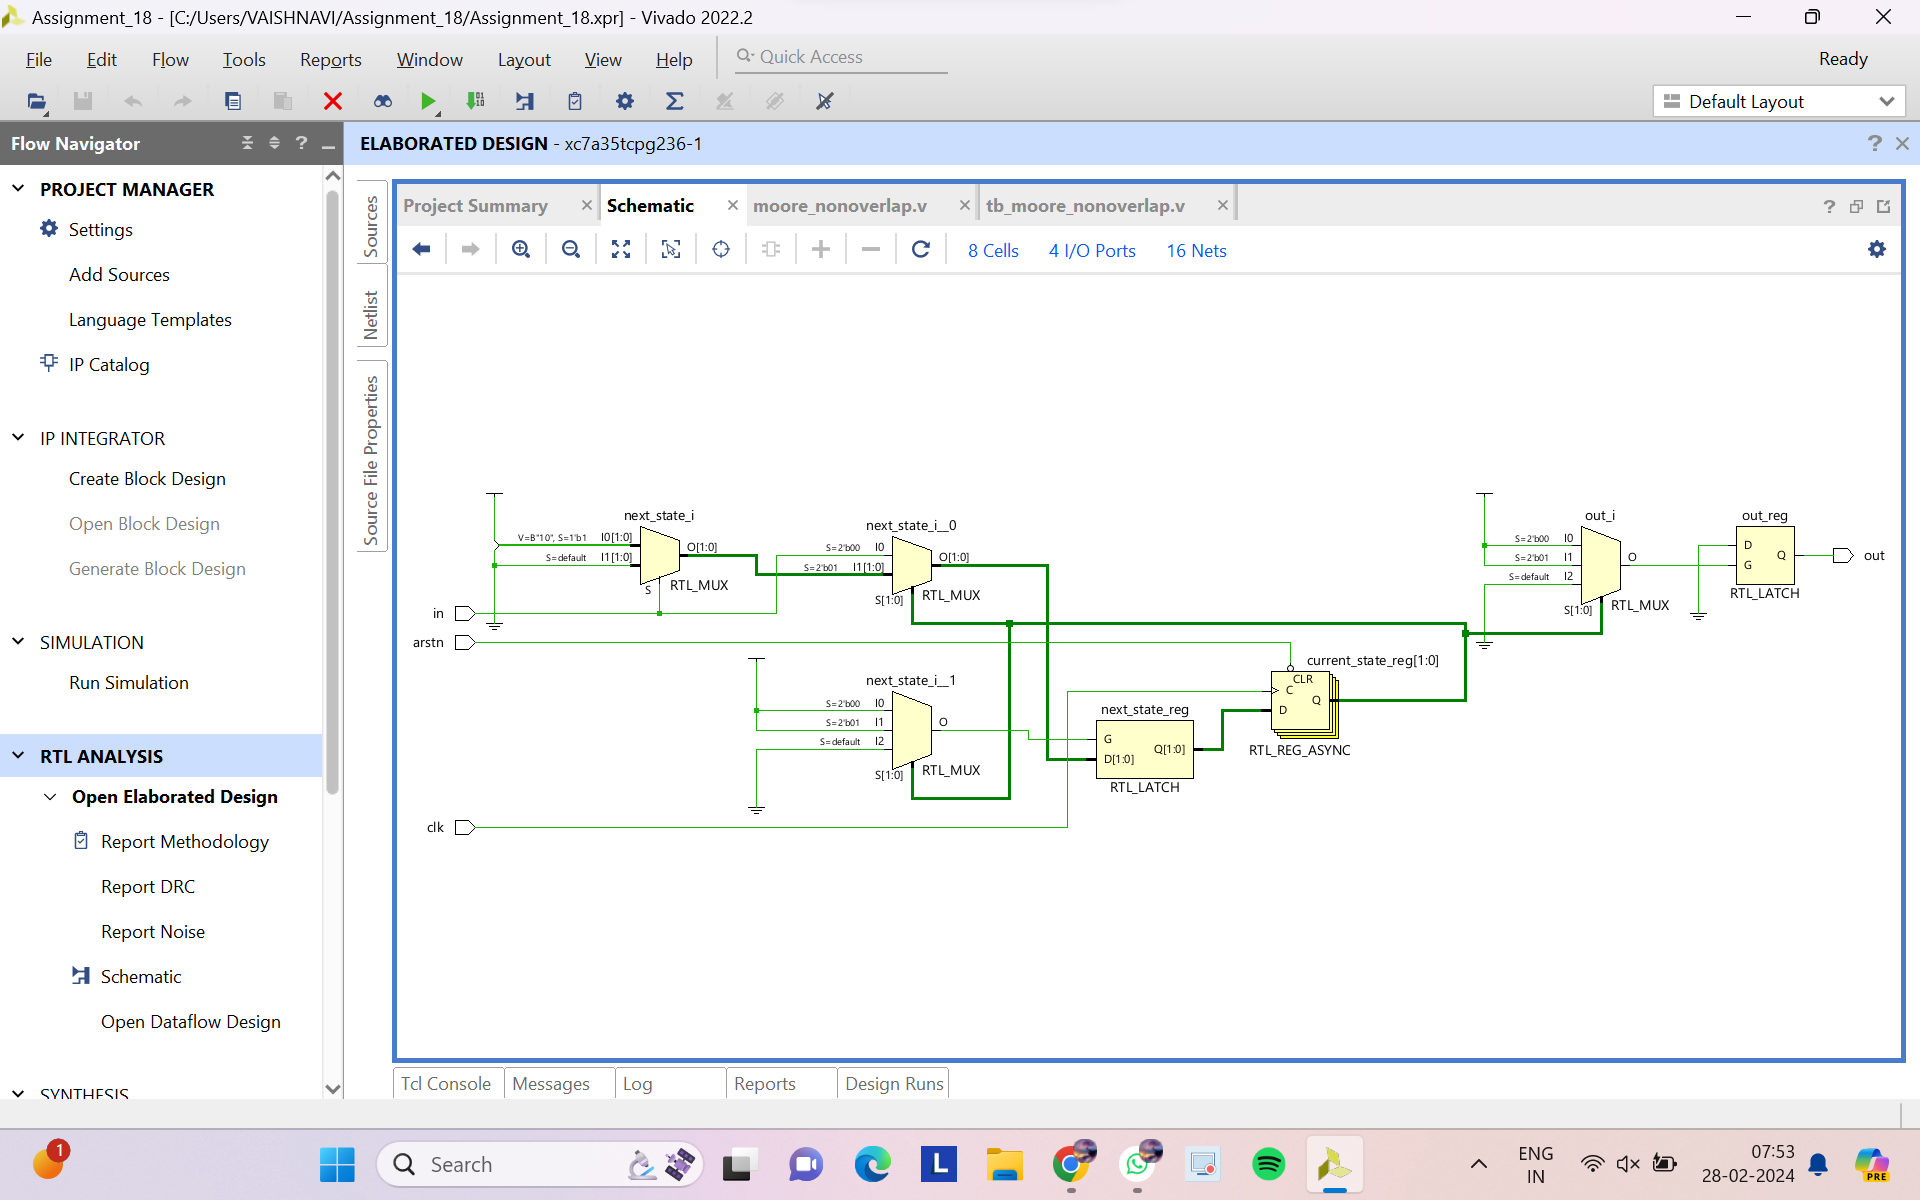 Assignment_18 - [C:/Users/VAISHNAVI/Assignment_18/Assignment_18.xpr] - Vivado 2022.2
File Edit Flow Tools Reports Window Layout View Help Quick Access Ready
Default Layout
Flow Navigator
ELABORATED DESIGN - xc7a35tcpg236-1
PROJECT MANAGER
Settings
Add Sources
Language Templates
IP Catalog
IP INTEGRATOR
Create Block Design
Open Block Design
Generate Block Design
SIMULATION
Run Simulation
RTL ANALYSIS
Open Elaborated Design
Report Methodology
Report DRC
Report Noise
Schematic
Open Dataflow Design
SYNTHESIS
Sources
Netlist
Source File Properties
Project Summary Schematic moore_nonoverlap.v tb_moore_nonoverlap.v
8 Cells 4 I/O Ports 16 Nets
next_state_i
V=B"10", S=1'b1 I0[1:0]
S=default I1[1:0]
O[1:0]
S
RTL_MUX
next_state_i__0
S=2'b00 I0
S=2'b01 I1[1:0]
O[1:0]
S[1:0]
RTL_MUX
in
arstn
clk
next_state_i__1
S=2'b00 I0
S=2'b01 I1
S=default I2
O
S[1:0]
RTL_MUX
next_state_reg
G
D[1:0]
Q[1:0]
RTL_LATCH
current_state_reg[1:0]
CLR
C
D
Q
RTL_REG_ASYNC
out_i
S=2'b00 I0
S=2'b01 I1
S=default I2
O
S[1:0]
RTL_MUX
out_reg
D
G
Q
RTL_LATCH
out
Tcl Console Messages Log Reports Design Runs
1
Search
L
ENG
IN
07:53
28-02-2024
PRE